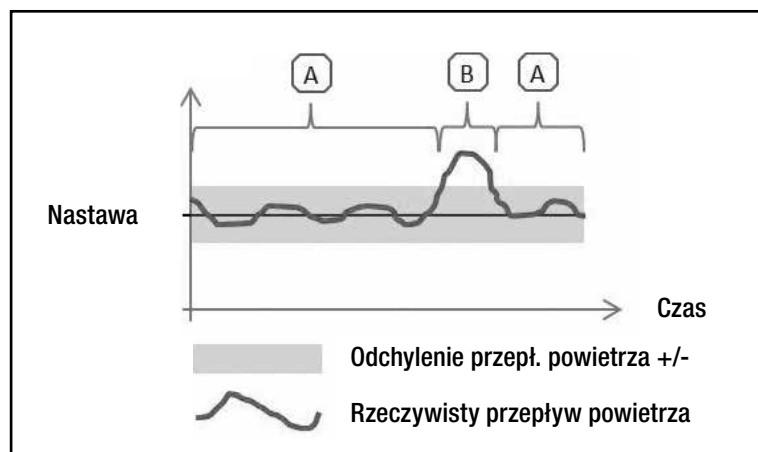 A B A
Nastawa
Czas
Odchylenie przepł. powietrza +/-
Rzeczywisty przepływ powietrza